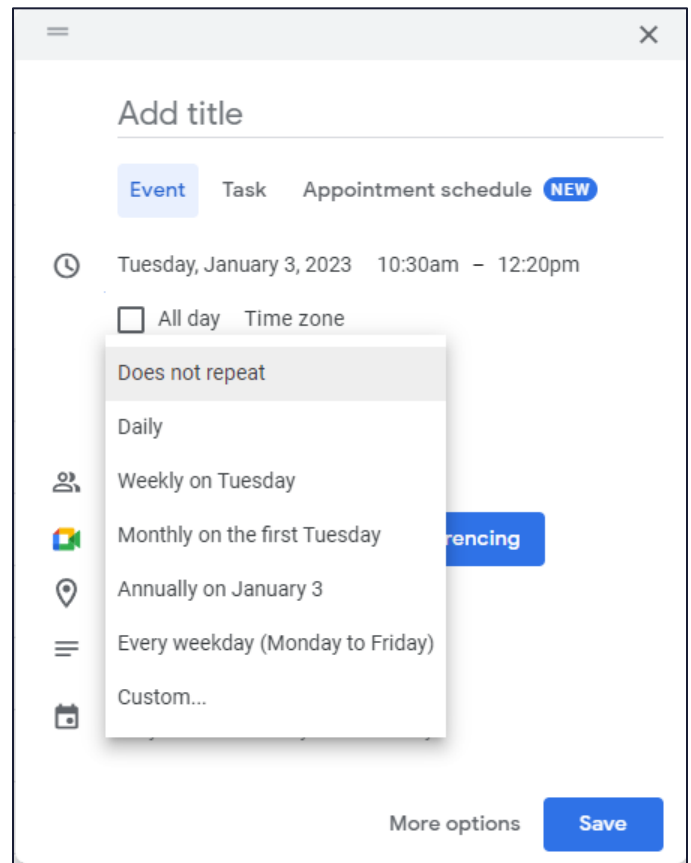 Add title
Event Task Appointment schedule NEW
Tuesday, January 3, 2023 10:30am – 12:20pm
All day Time zone
Does not repeat
Daily
Weekly on Tuesday
Monthly on the first Tuesday
rencing
Annually on January 3
Every weekday (Monday to Friday)
Custom...
More options Save